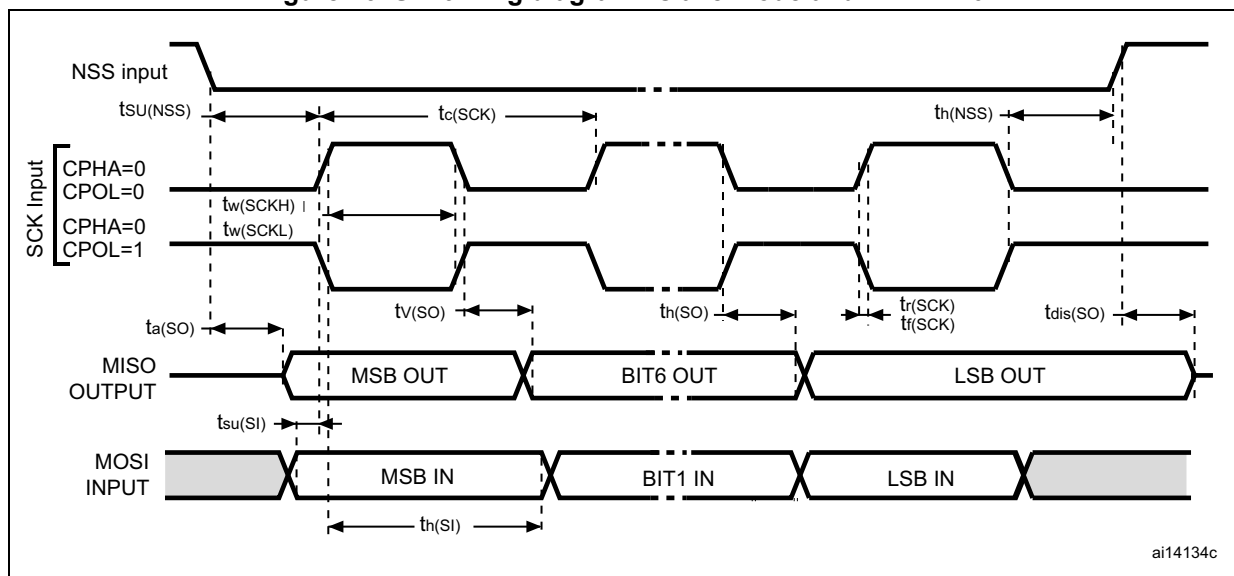 NSS input
tSU(NSS)
tc(SCK)
th(NSS)
SCK Input
CPHA=0
CPOL=0
tw(SCKH)
CPHA=0
CPOL=1
tw(SCKL)
tV(SO)
th(SO)
tr(SCK)
tf(SCK)
tdis(SO)
ta(SO)
MISO
OUTPUT
MSB OUT
BIT6 OUT
LSB OUT
tsu(SI)
MOSI
INPUT
MSB IN
BIT1 IN
LSB IN
th(SI)
ai14134c